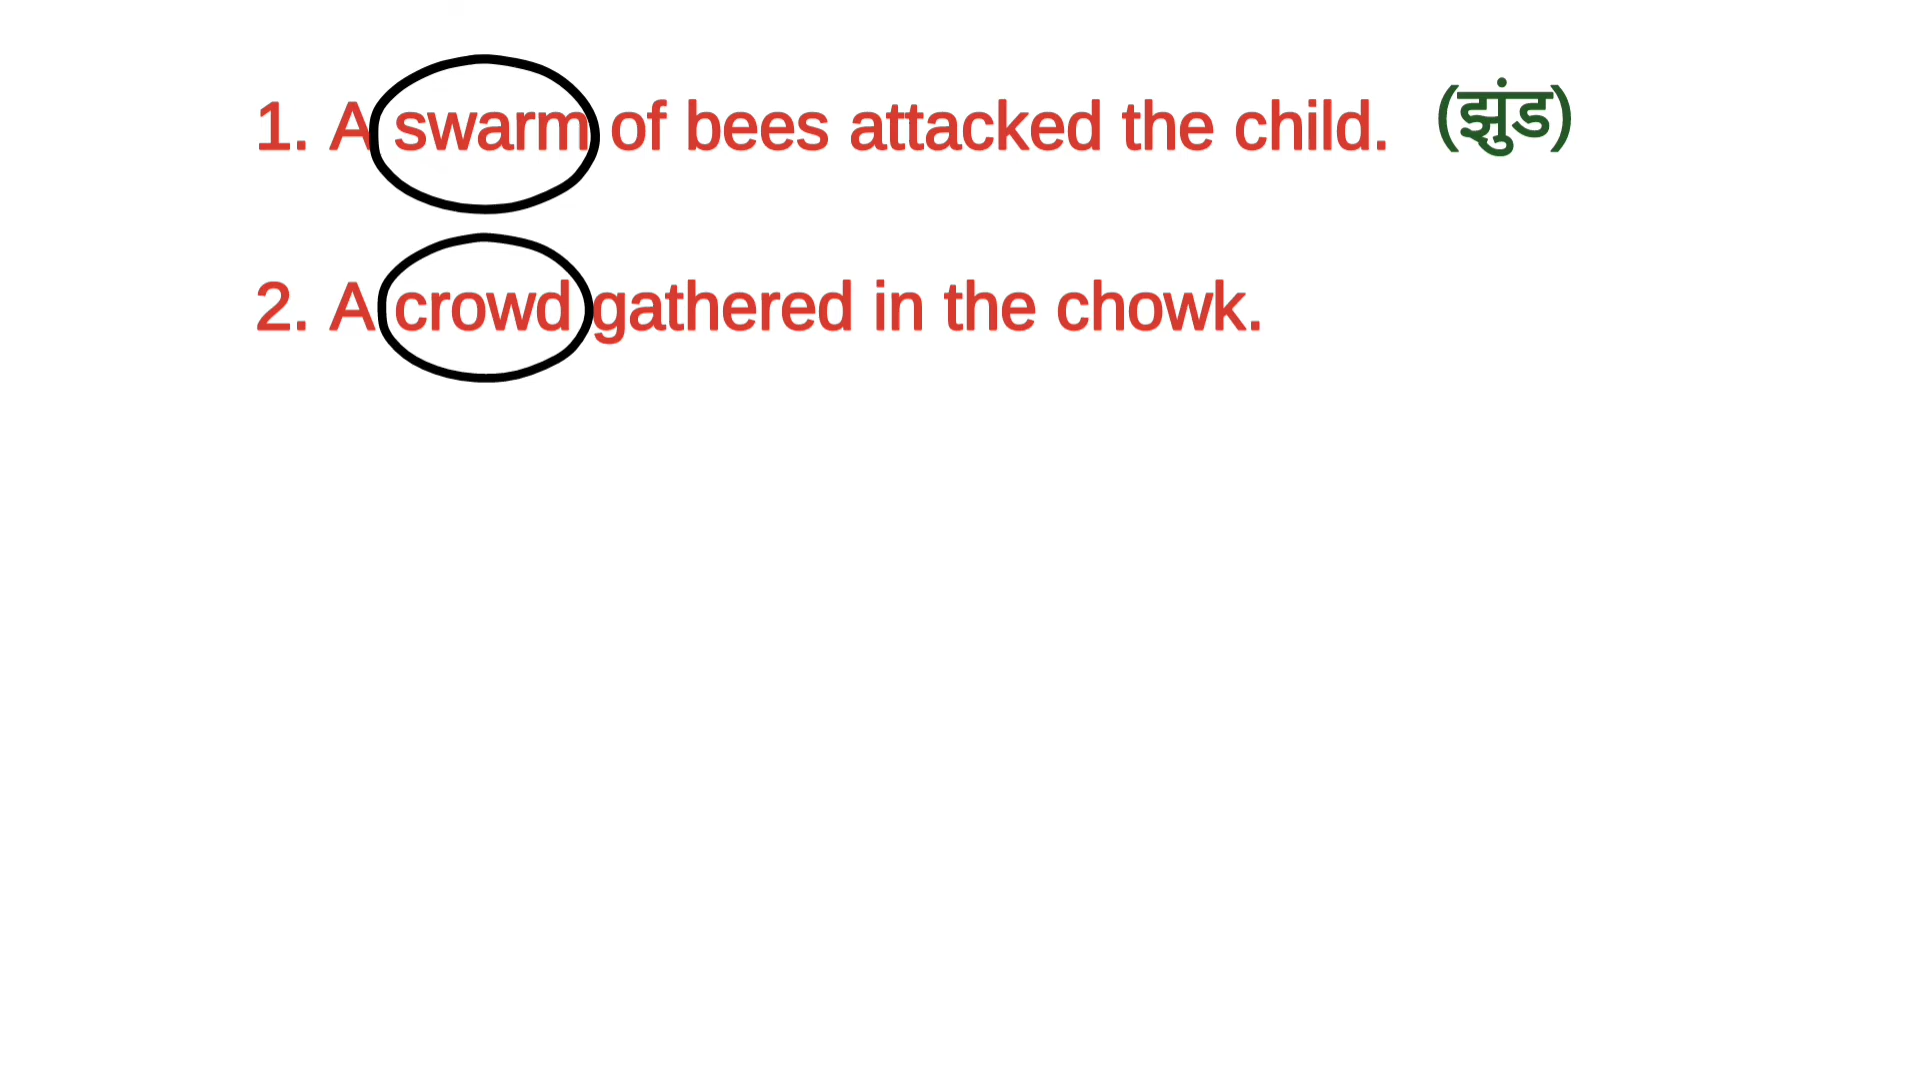 1. A swarm of bees attacked the child. (झुंड)
2. A crowd gathered in the chowk.